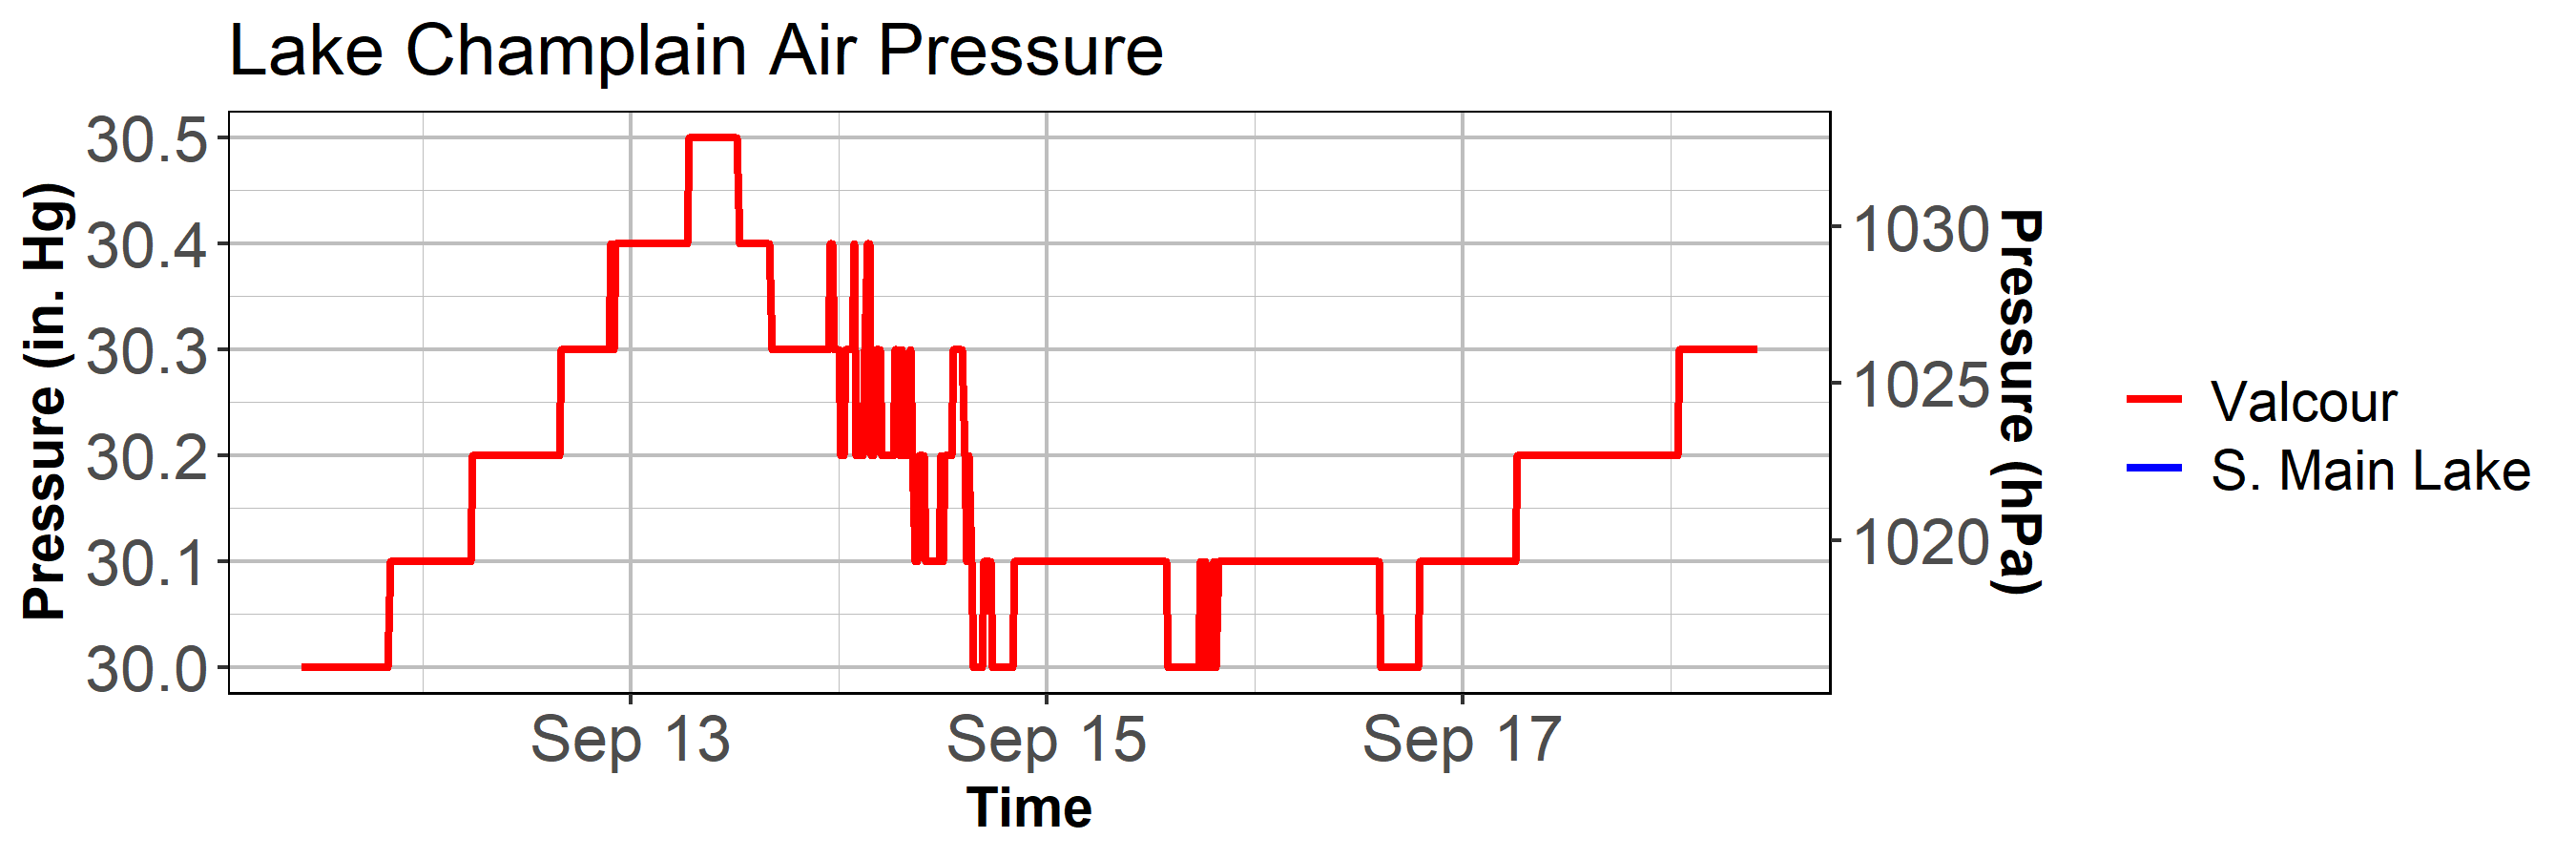 Lake Champlain Air Pressure
Pressure (in. Hg)
30.5
30.4
30.3
30.2
30.1
30.0
1030
1025
1020
Pressure (hPa)
Sep 13
Sep 15
Sep 17
Time
Valcour
S. Main Lake